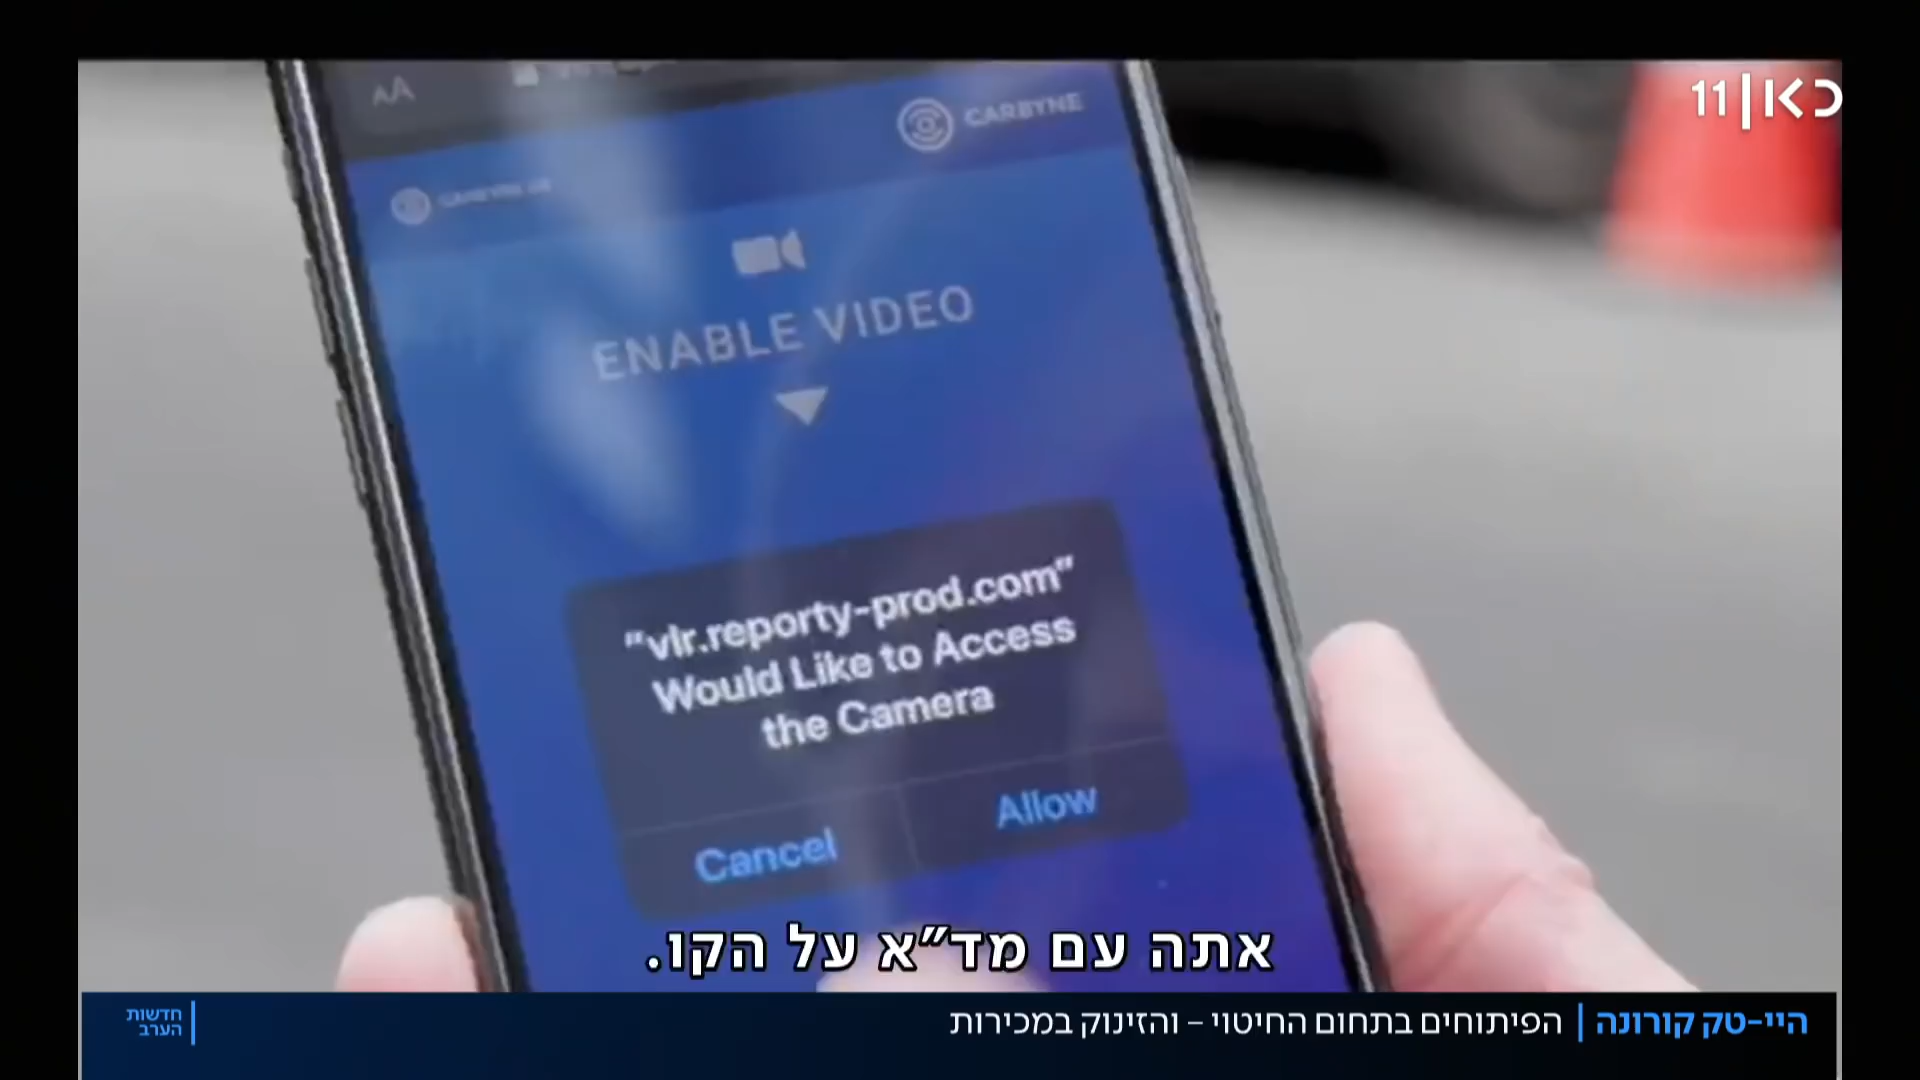 כאן 11
AA
CARBYNE
ENABLE VIDEO
"vlr.reporty-prod.com"
Would Like to Access
the Camera
Cancel
Allow
אתה עם מד"א על הקו.
היי-טק קורונה | הפיתוחים בתחום החיטוי – והזינוק במכירות
חדשות
הערב